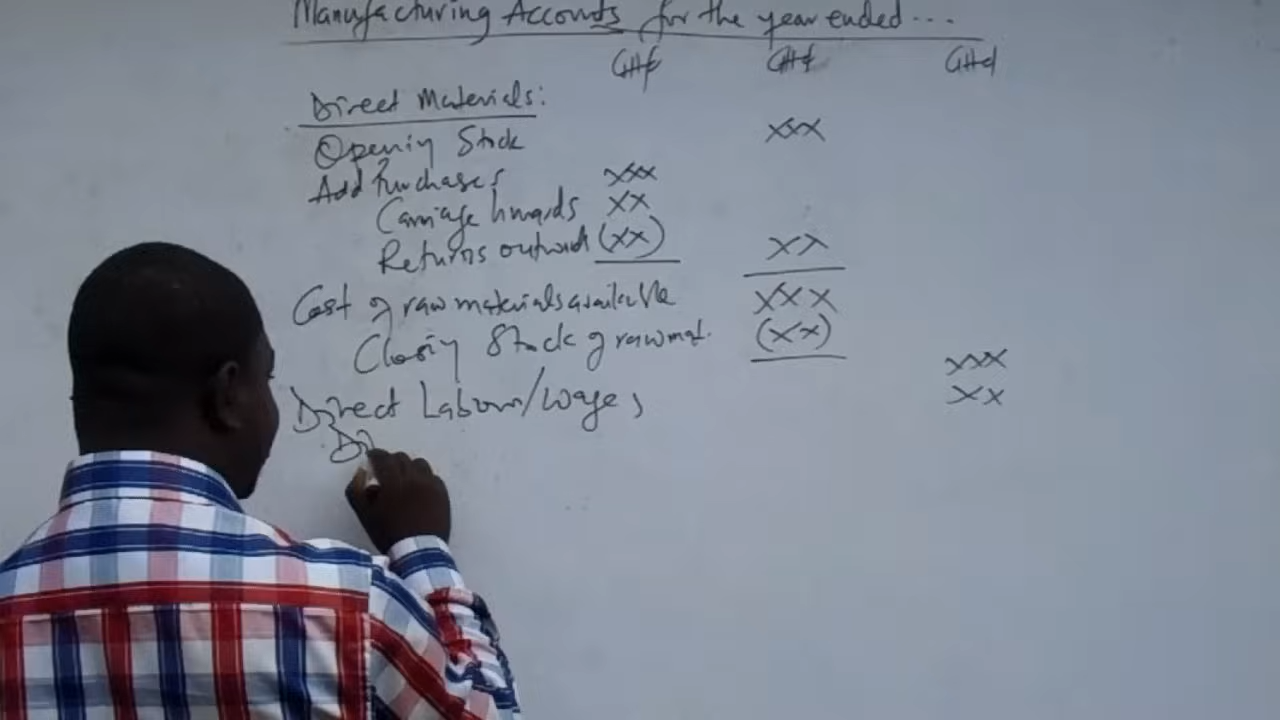 Manufacturing Accounts for the year ended...
GH¢ GH¢ GH¢
Direct Materials:
Opening Stock xxx
Add Purchases xxx
Carriage Inwards xx
Returns outward (xx) xx
Cost of raw materials available xxx
Closing Stock of raw mat. (xx) xxx
Direct Labour/Wages xx
Di